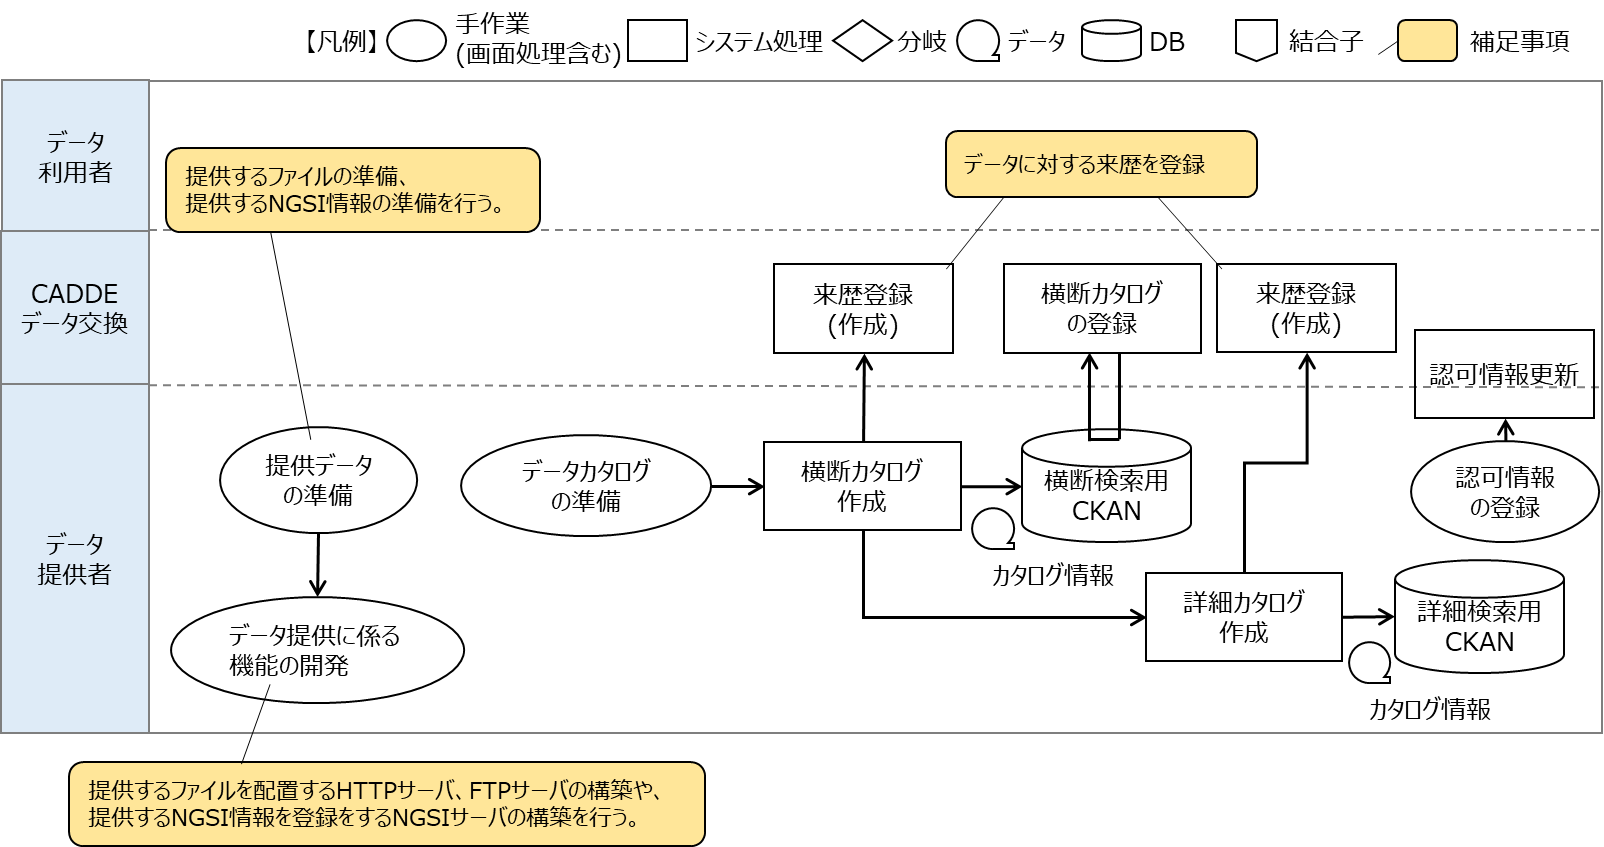 【凡例】
手作業
(画面処理含む)
システム処理
分岐
データ
DB
結合子
補足事項
データ
利用者
提供するファイルの準備、
提供するNGSI情報の準備を行う。
データに対する来歴を登録
CADDE
データ交換
来歴登録
(作成)
横断カタログ
の登録
来歴登録
(作成)
認可情報更新
データ
提供者
提供データ
の準備
データカタログ
の準備
横断カタログ
作成
横断検索用
CKAN
認可情報
の登録
カタログ情報
データ提供に係る
機能の開発
詳細カタログ
作成
詳細検索用
CKAN
カタログ情報
提供するファイルを配置するHTTPサーバ、FTPサーバの構築や、
提供するNGSI情報を登録をするNGSIサーバの構築を行う。